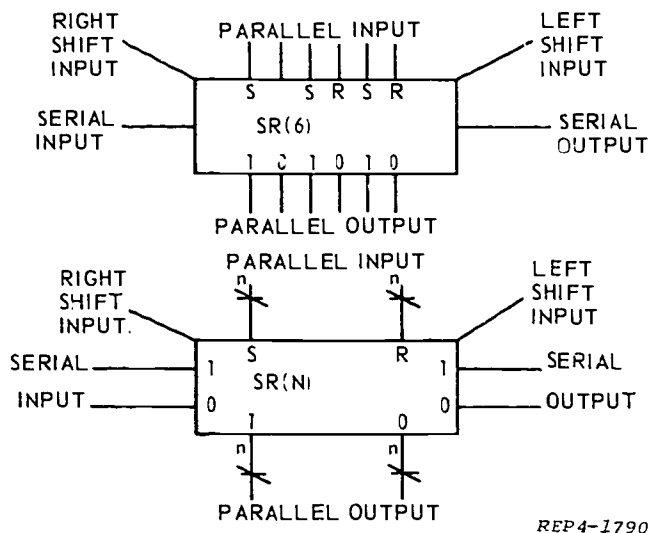 RIGHT SHIFT INPUT
PARALLEL INPUT
LEFT SHIFT INPUT
S S R S R
SR(6)
SERIAL INPUT
SERIAL OUTPUT
1 0 1 0 1 0
PARALLEL OUTPUT
PARALLEL INPUT
RIGHT SHIFT INPUT.
n n
LEFT SHIFT INPUT
S R
SERIAL 1 1 SERIAL
SR(N)
INPUT 0 0 OUTPUT
1 0
n n
PARALLEL OUTPUT
REP4-1790